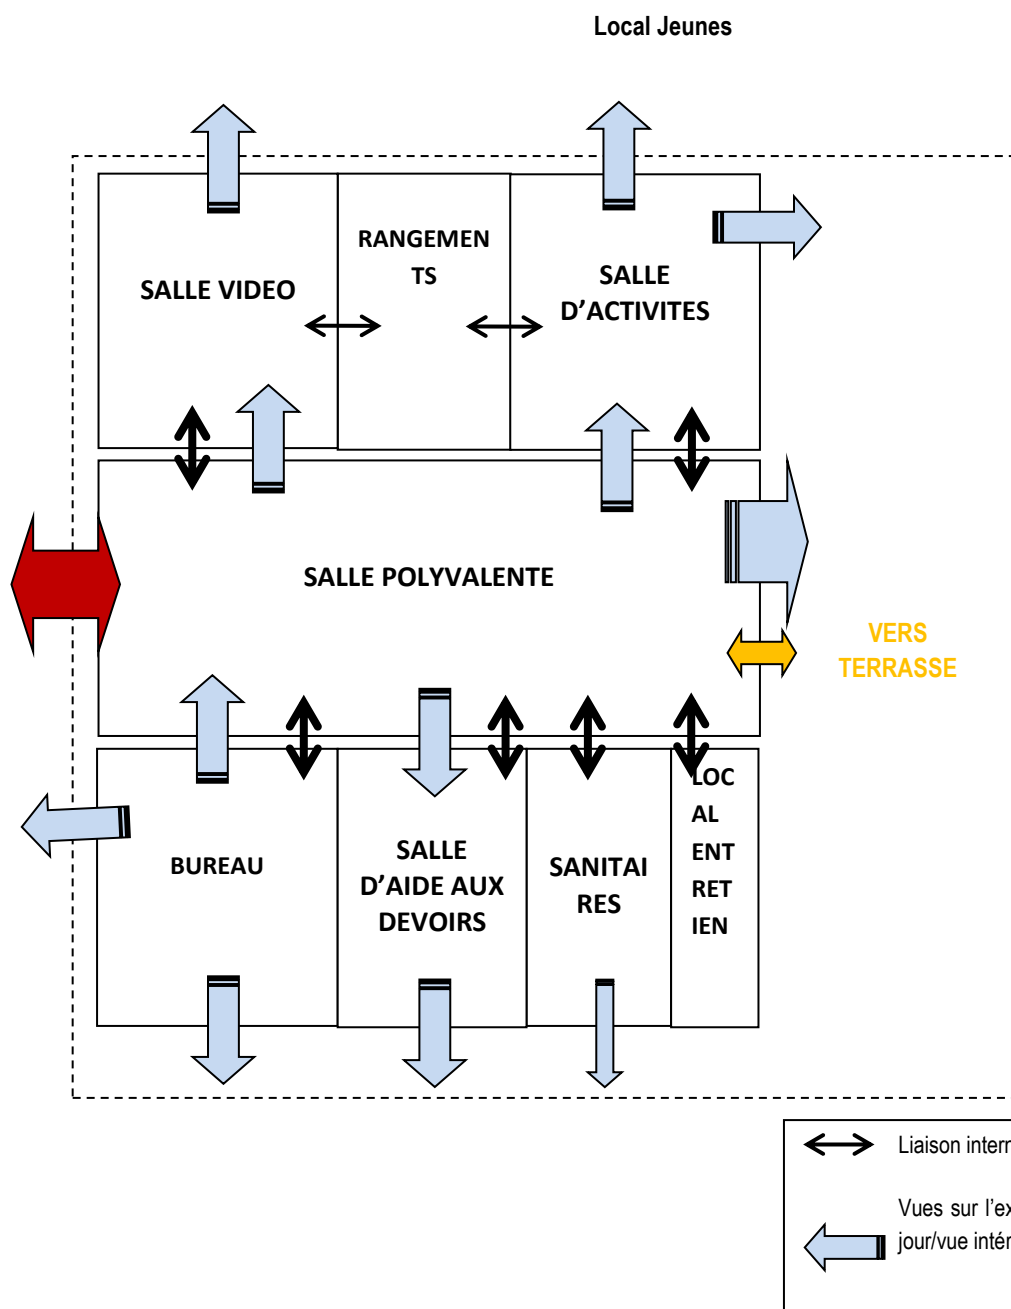 Local Jeunes
RANGEMEN
TS
SALLE VIDEO
SALLE
D'ACTIVITES
SALLE POLYVALENTE
VERS
TERRASSE
BUREAU
SALLE
D'AIDE AUX
DEVOIRS
SANITAI
RES
LOC
AL
ENT
RET
IEN
Liaison intern
Vues sur l'ex
jour/vue intér